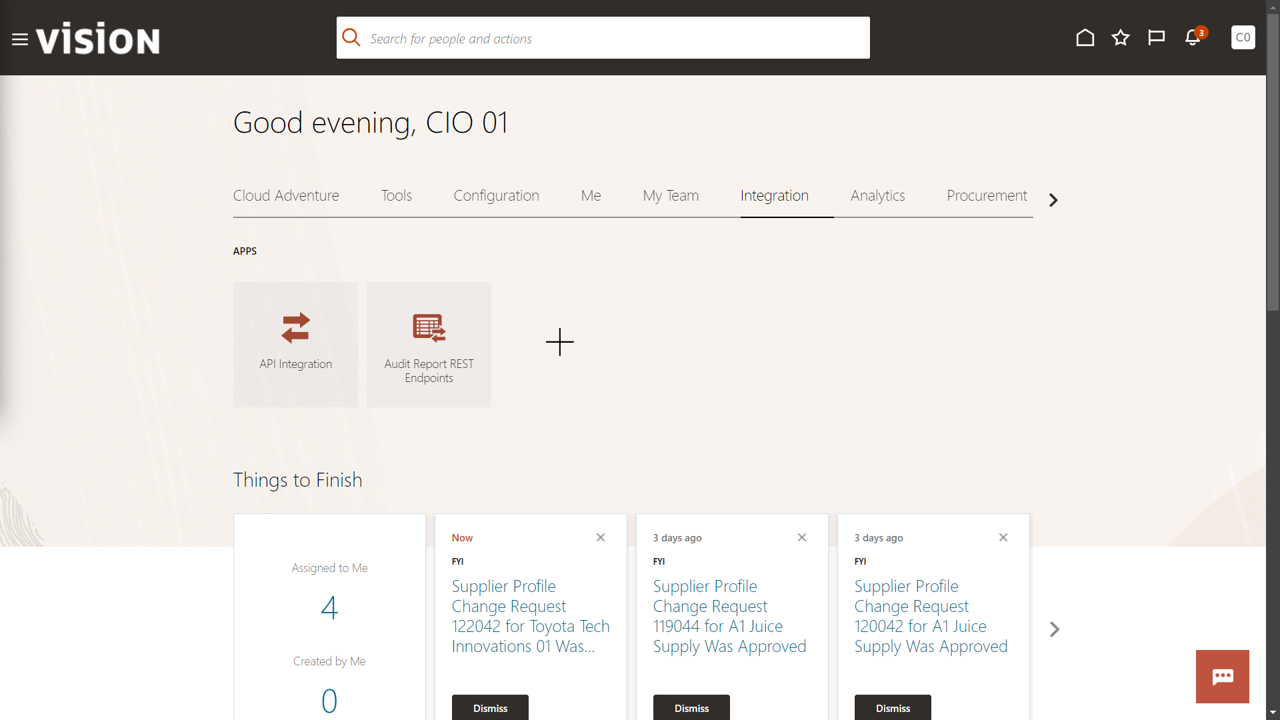 vision
Search for people and actions
3
C0
Good evening, CIO 01
Cloud Adventure
Tools
Configuration
Me
My Team
Integration
Analytics
Procurement
APPS
API Integration
Audit Report REST
Endpoints
Things to Finish
Assigned to Me
4
Created by Me
0
Now
FYI
Supplier Profile
Change Request
122042 for Toyota Tech
Innovations 01 Was...
Dismiss
3 days ago
FYI
Supplier Profile
Change Request
119044 for A1 Juice
Supply Was Approved
Dismiss
3 days ago
FYI
Supplier Profile
Change Request
120042 for A1 Juice
Supply Was Approved
Dismiss